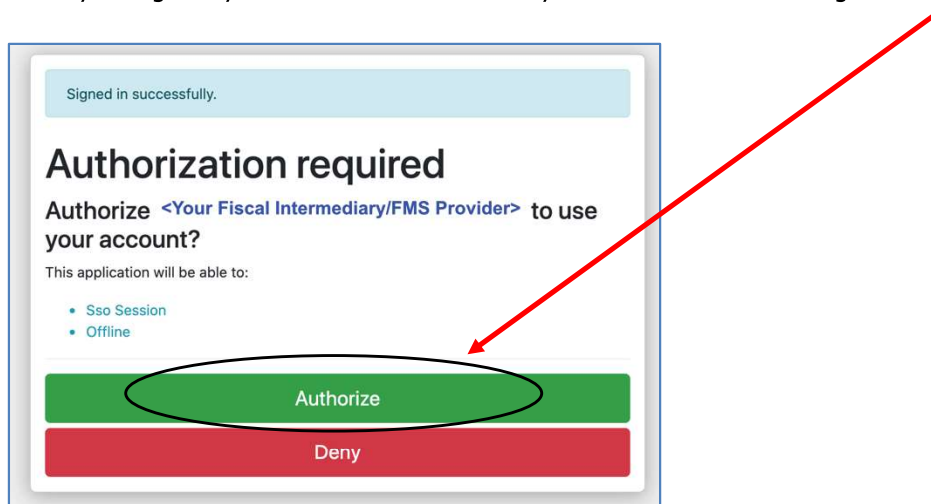 Signed in successfully.
Authorization required
Authorize <Your Fiscal Intermediary/FMS Provider> to use
your account?
This application will be able to:
• Sso Session
• Offline
Authorize
Deny